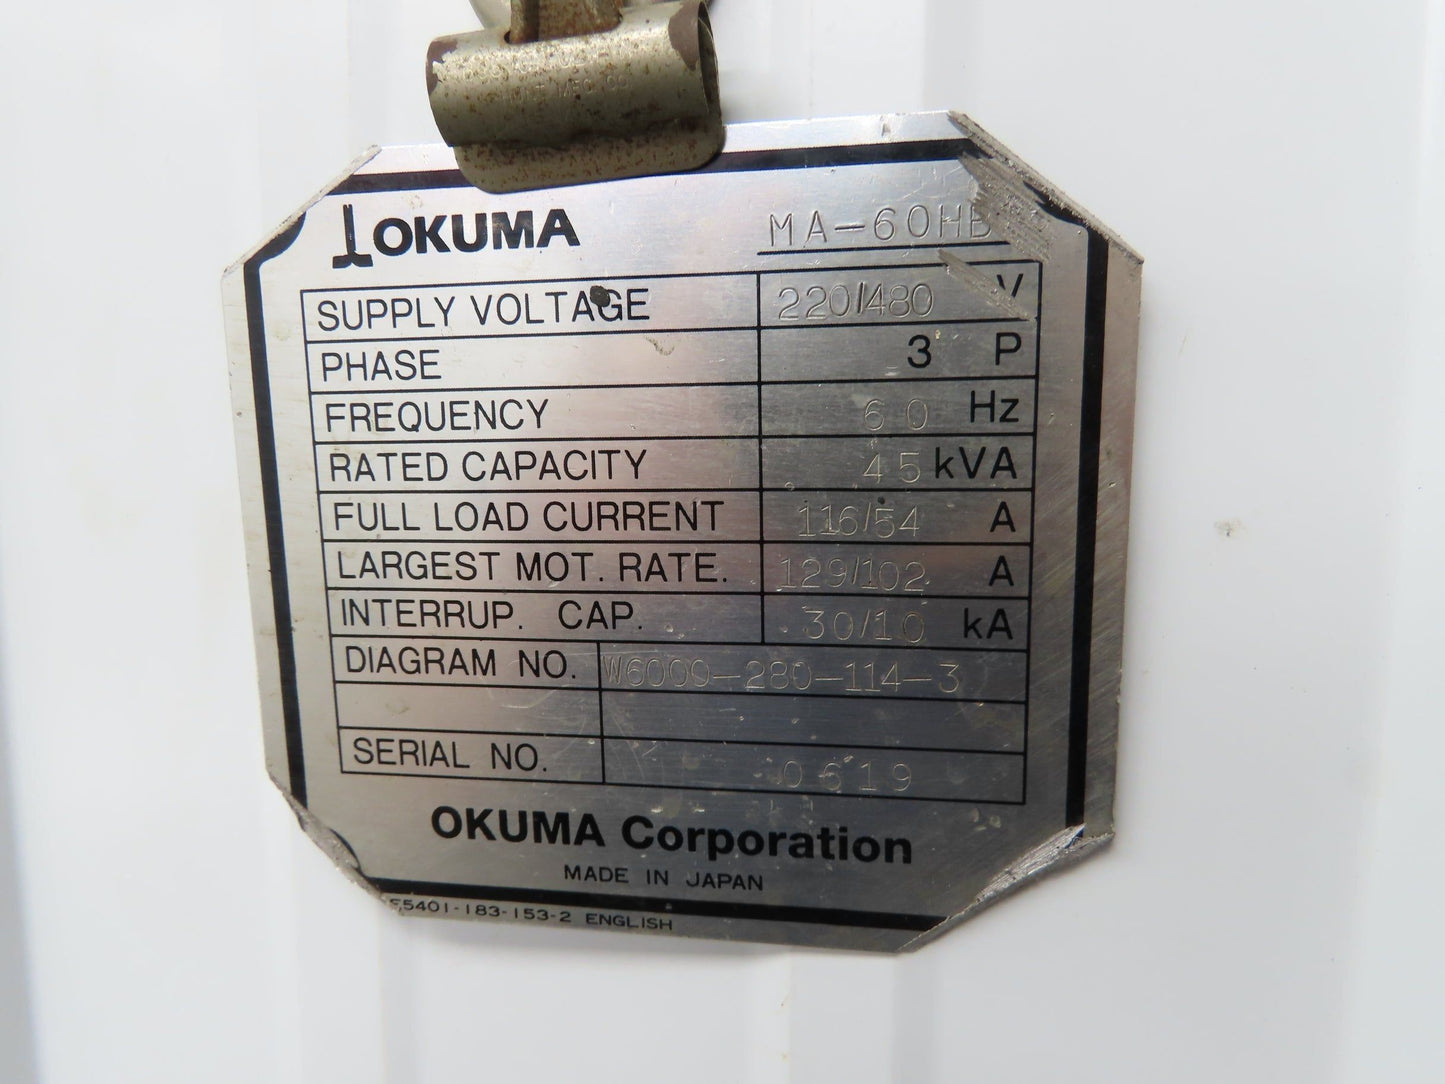 OKUMA MA-60HB
SUPPLY VOLTAGE 220/480 V
PHASE 3 P
FREQUENCY 60 Hz
RATED CAPACITY 45 kVA
FULL LOAD CURRENT 116/54 A
LARGEST MOT. RATE. 129/102 A
INTERRUP. CAP. 30/10 kA
DIAGRAM NO. W6000-280-114-3
SERIAL NO. 0619
OKUMA Corporation
MADE IN JAPAN
E5401-183-153-2 ENGLISH